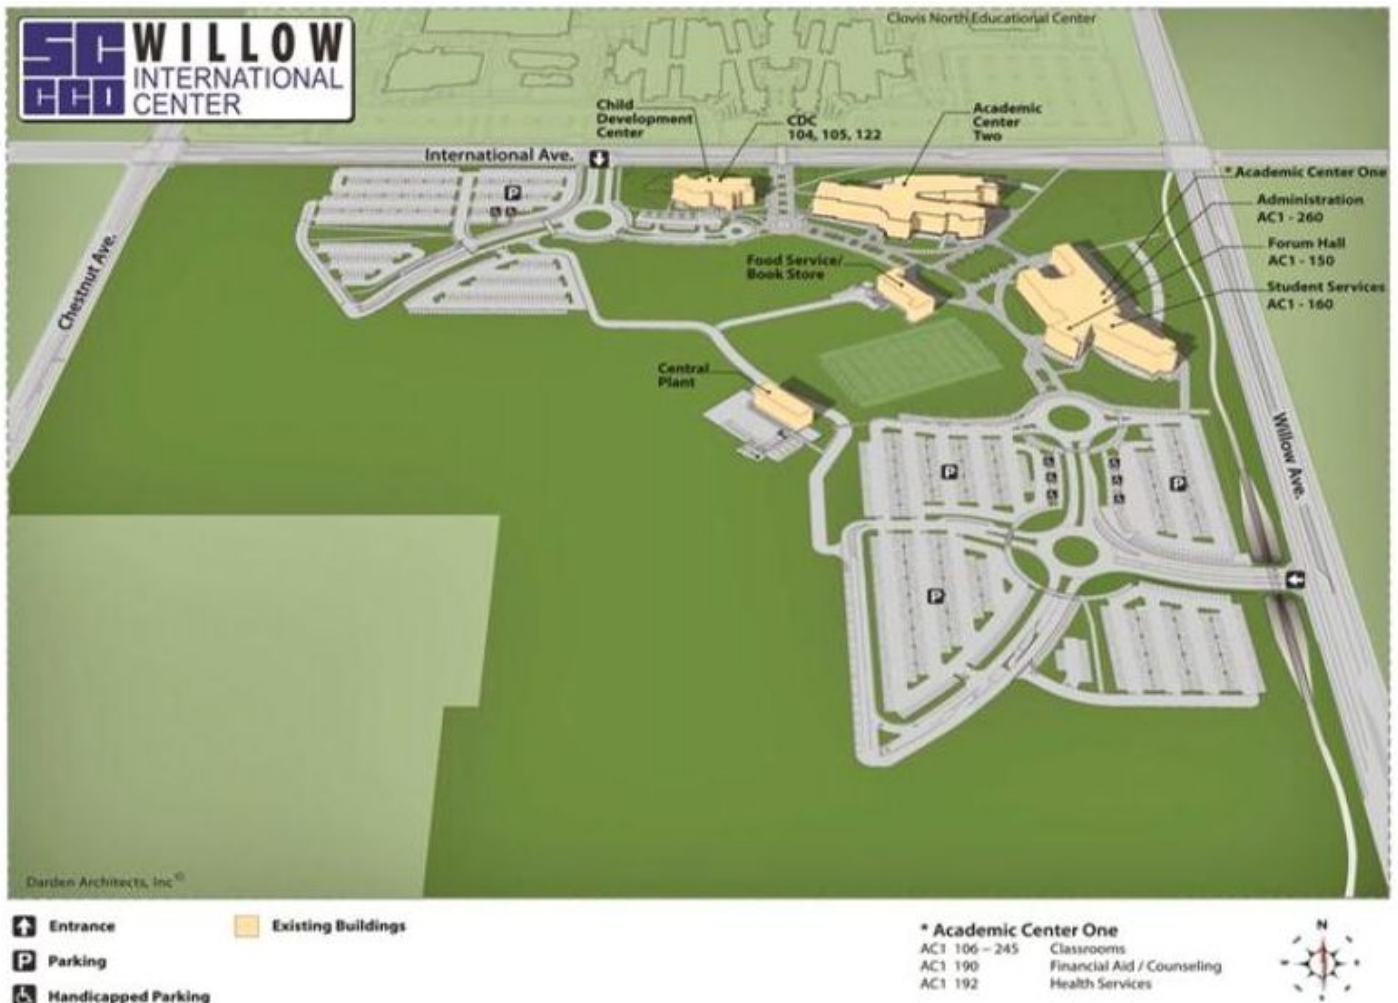 SC
CCD
WILLOW
INTERNATIONAL
CENTER
Clovis North Educational Center
Child
Development
Center
CDC
104, 105, 122
Academic
Center
Two
International Ave.
* Academic Center One
Administration
AC1 - 260
Forum Hall
AC1 - 150
Student Services
AC1 - 160
Food Service/
Book Store
Chestnut Ave.
Central
Plant
Willow Ave.
P
P
P
P
Darden Architects, Inc ©
Entrance
Existing Buildings
P Parking
Handicapped Parking
* Academic Center One
AC1 106 – 245 Classrooms
AC1 190 Financial Aid / Counseling
AC1 192 Health Services
N